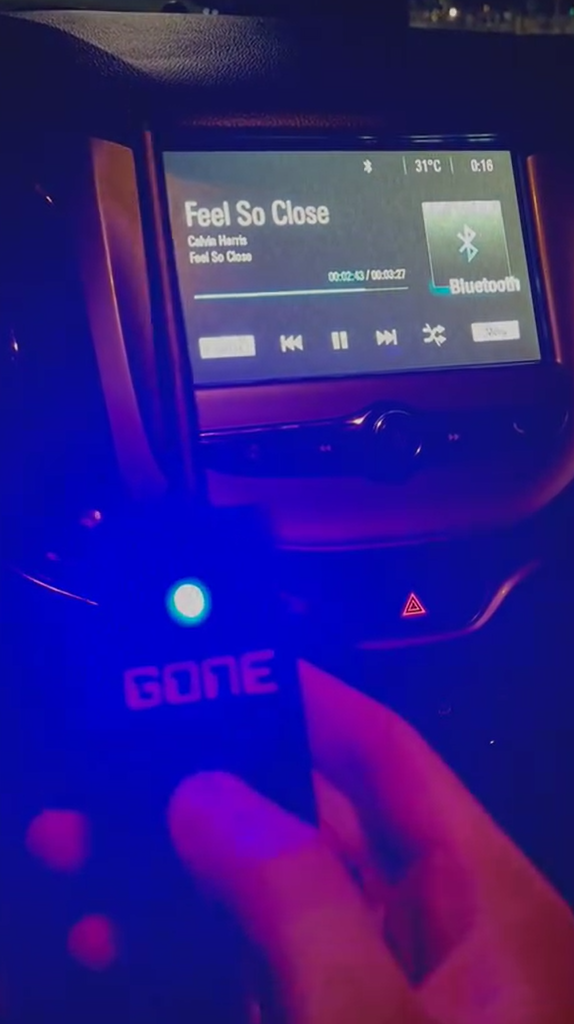 31°C
0:16
Feel So Close
Calvin Harris
Feel So Close
00:02:43 / 00:03:27
Bluetooth
GONE